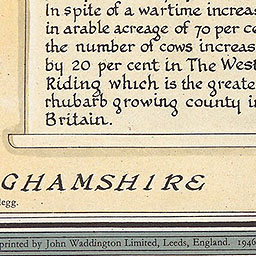 In spite of a wartime increas
in arable acreage of 70 per ce
the number of cows increas
by 20 per cent in The West
Riding which is the greate
rhubarb growing county i
Britain.
GHAMSHIRE
legg.
printed by John Waddington Limited, Leeds, England. 1946